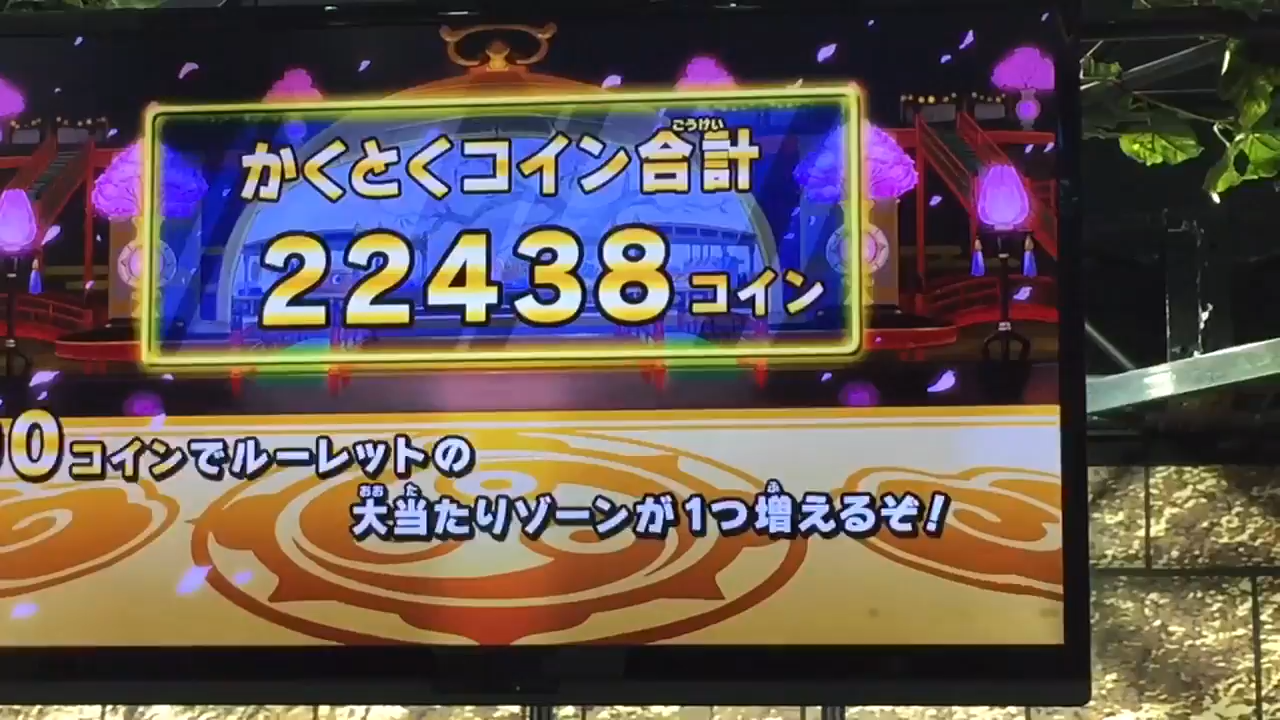 かくとくコイン合計
22438コイン
0コインでルーレットの
大当たりゾーンが1つ増えるぞ!